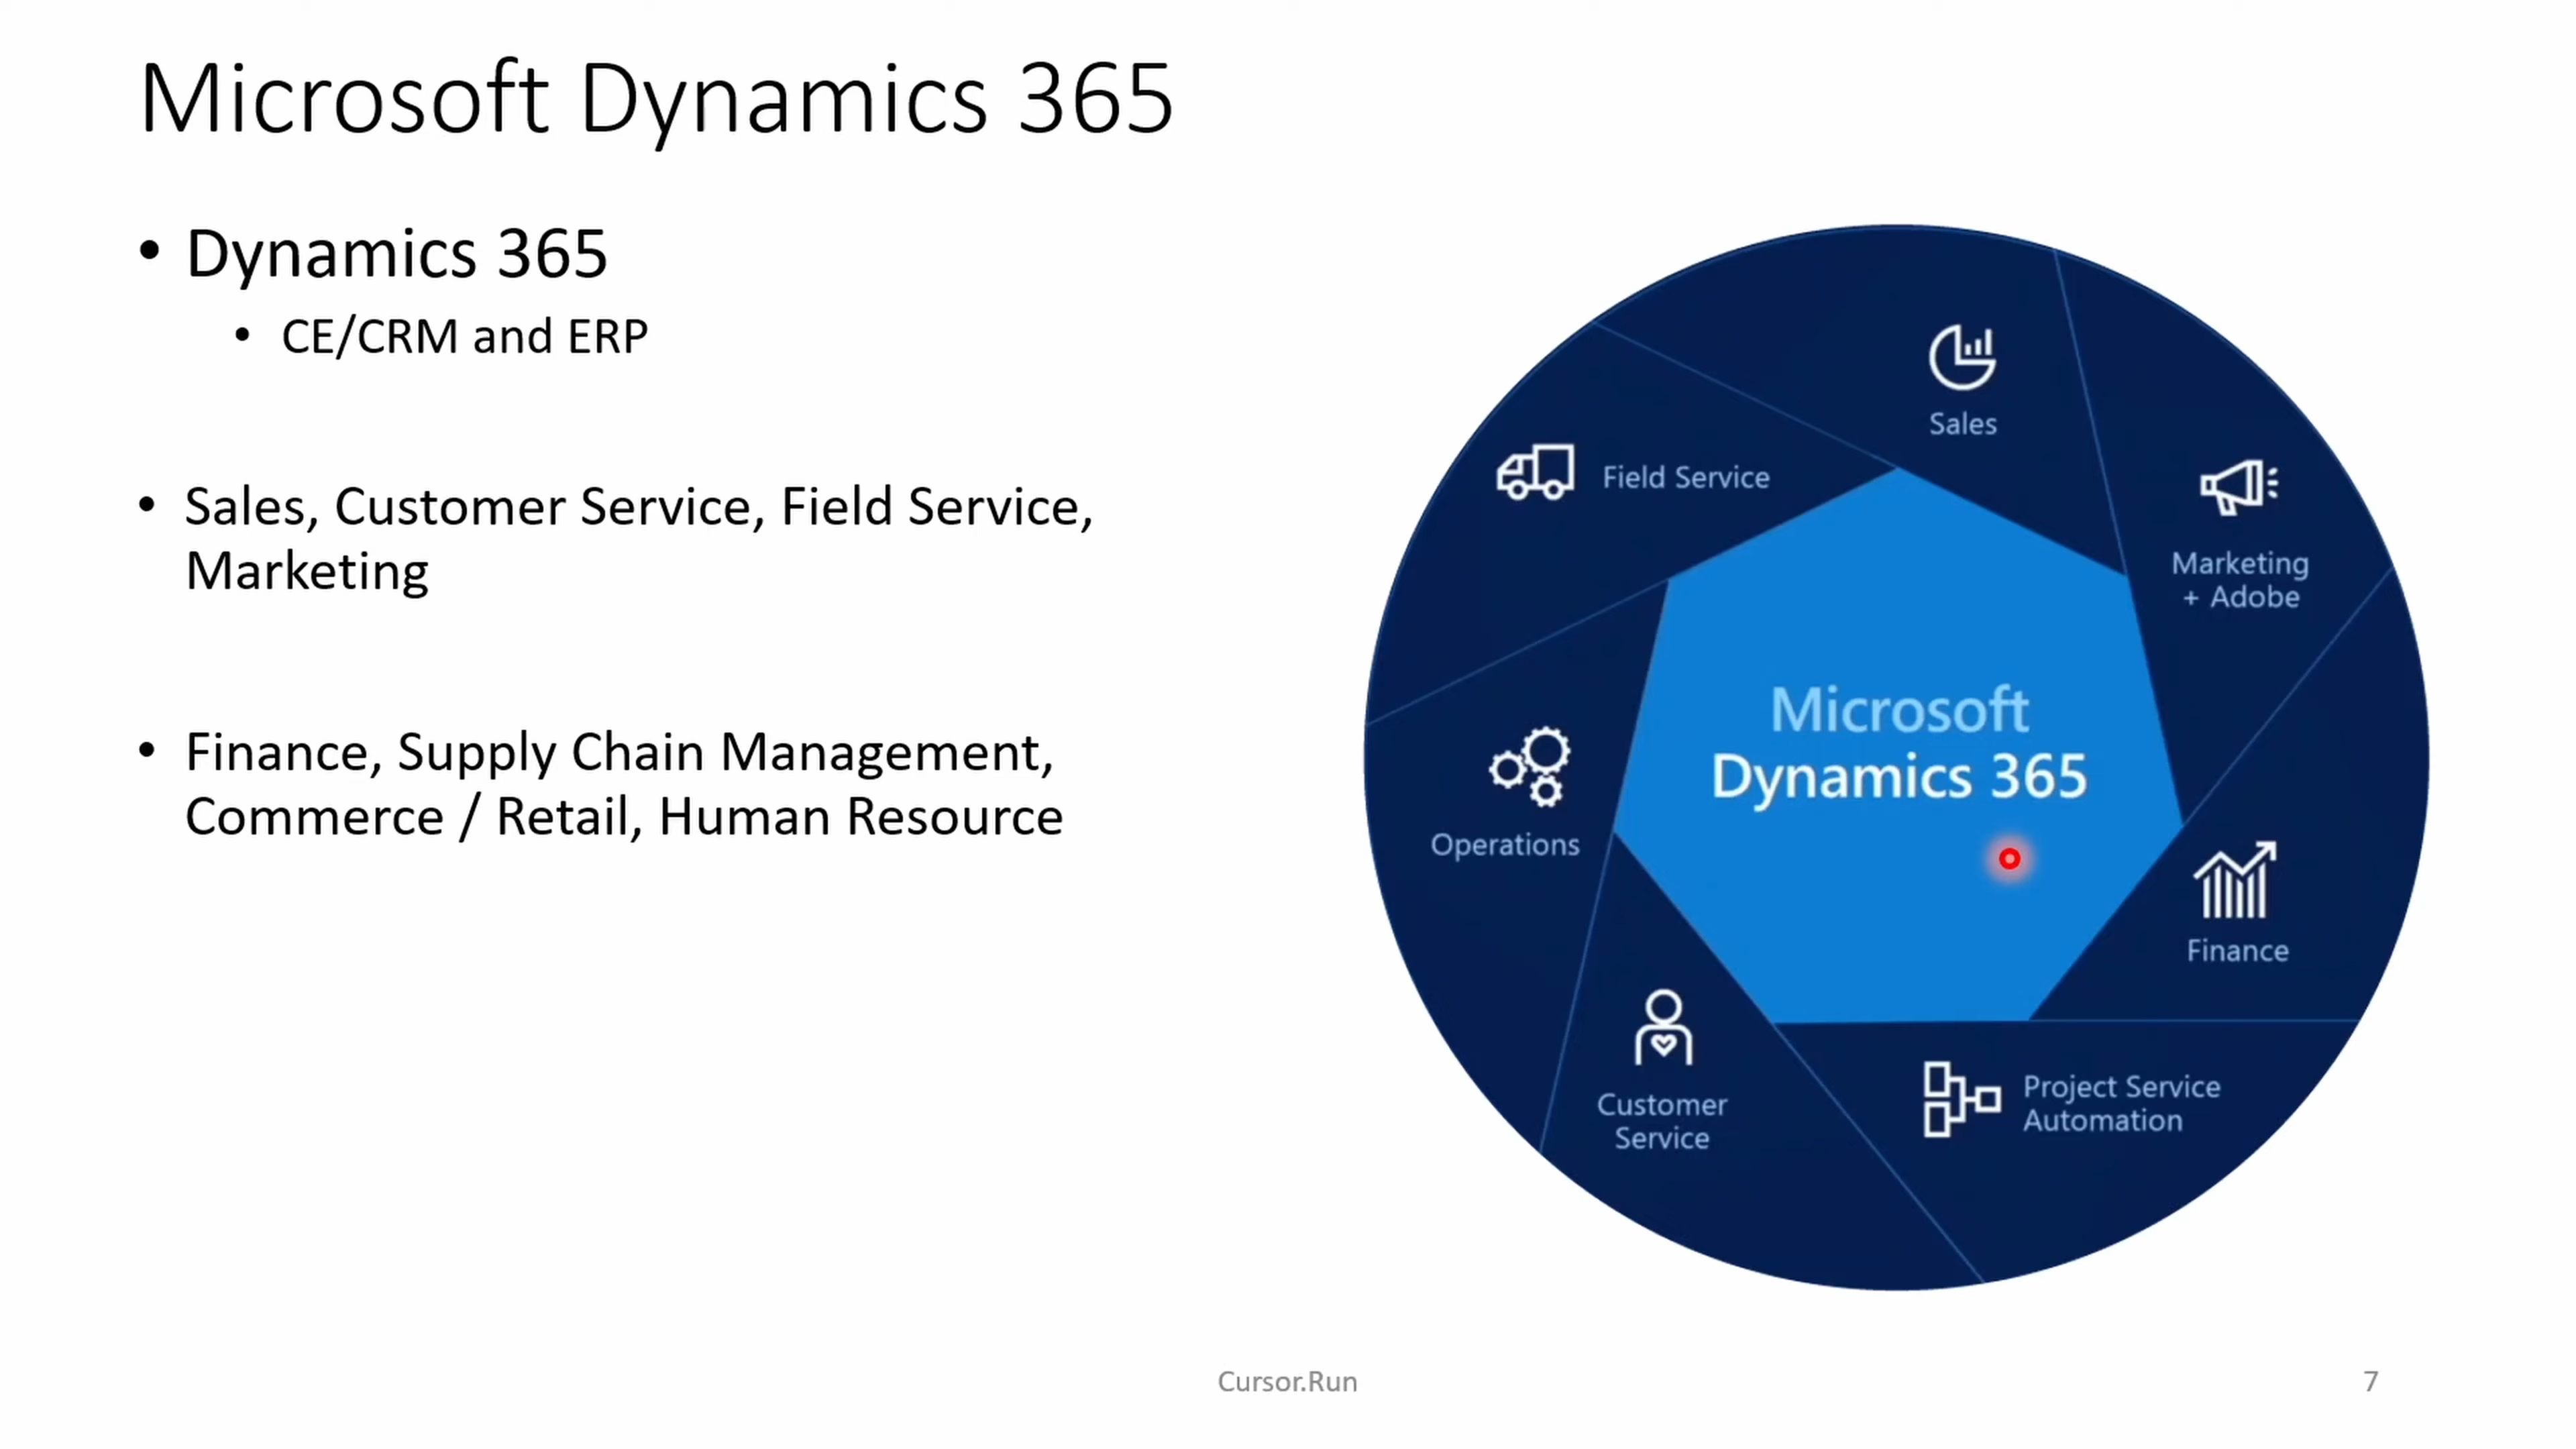 Microsoft Dynamics 365
• Dynamics 365
• CE/CRM and ERP
• Sales, Customer Service, Field Service,
Marketing
• Finance, Supply Chain Management,
Commerce / Retail, Human Resource
Sales
Field Service
Marketing
+ Adobe
Microsoft
Dynamics 365
Operations
Finance
Customer
Service
Project Service
Automation
Cursor.Run
7